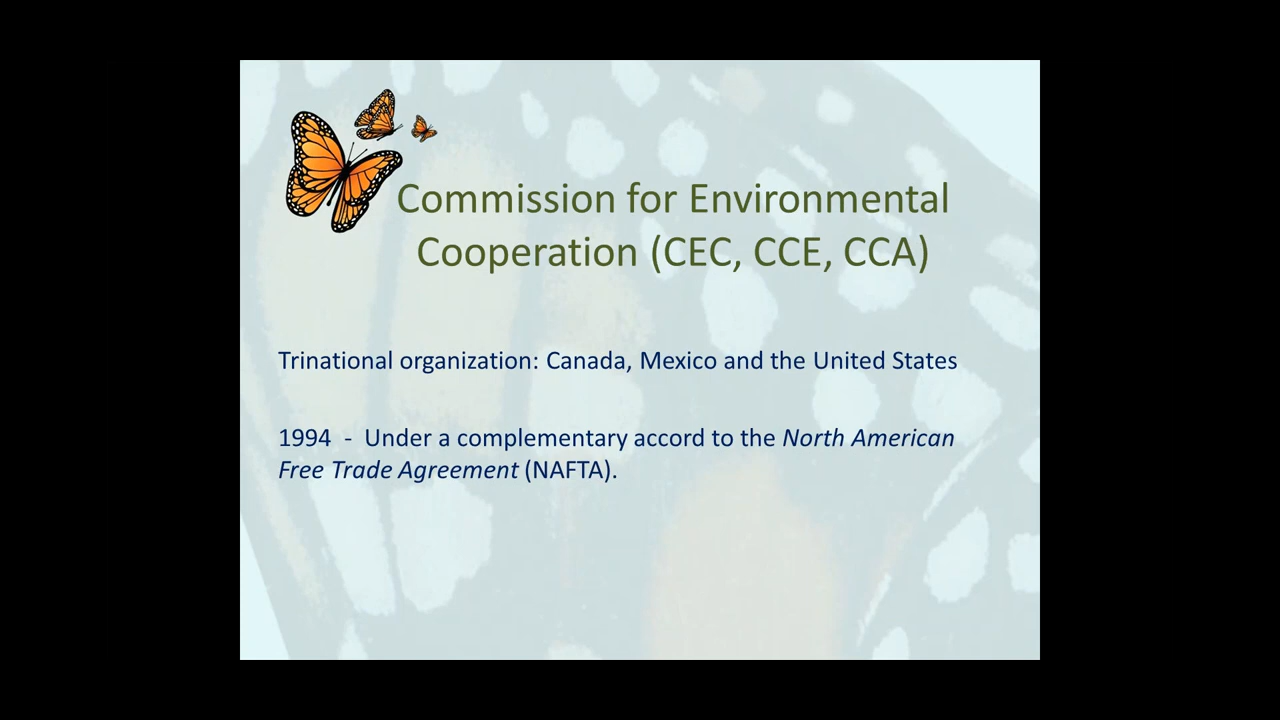 Commission for Environmental
Cooperation (CEC, CCE, CCA)
Trinational organization: Canada, Mexico and the United States
1994  -  Under a complementary accord to the North American
Free Trade Agreement (NAFTA).